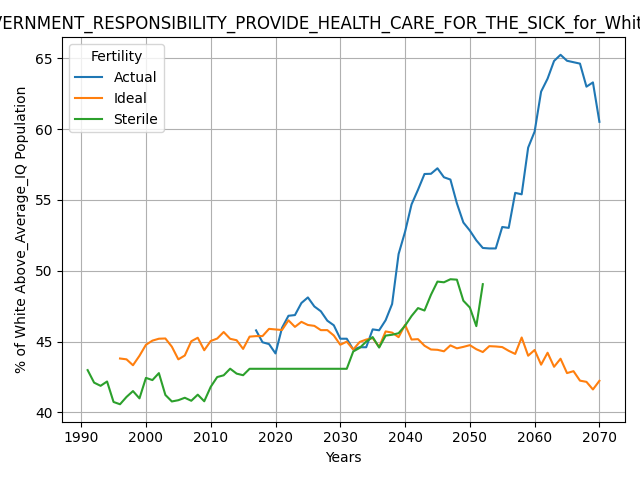 VERNMENT_RESPONSIBILITY_PROVIDE_HEALTH_CARE_FOR_THE_SICK_for_Whit
Fertility
Actual
Ideal
Sterile
% of White Above_Average_IQ Population
65
60
55
50
45
40
1990 2000 2010 2020 2030 2040 2050 2060 2070
Years